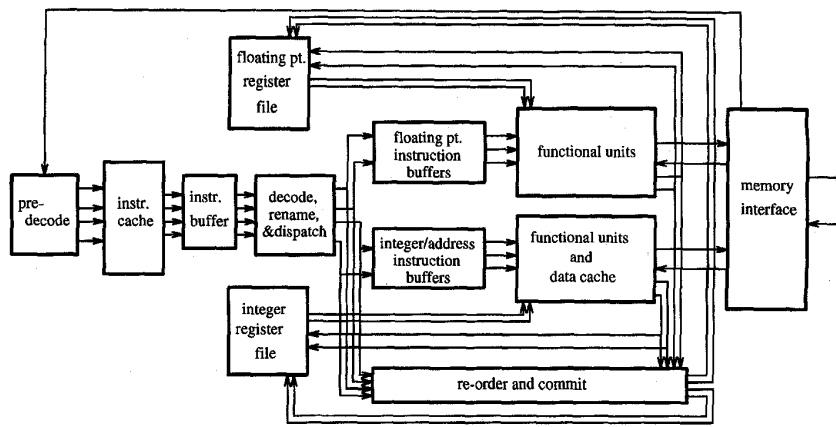 floating pt.
register
file
floating pt.
instruction
buffers
functional units
memory
interface
pre-
decode
instr.
cache
instr.
buffer
decode,
rename,
&dispatch
integer/address
instruction
buffers
functional units
and
data cache
integer
register
file
re-order and commit